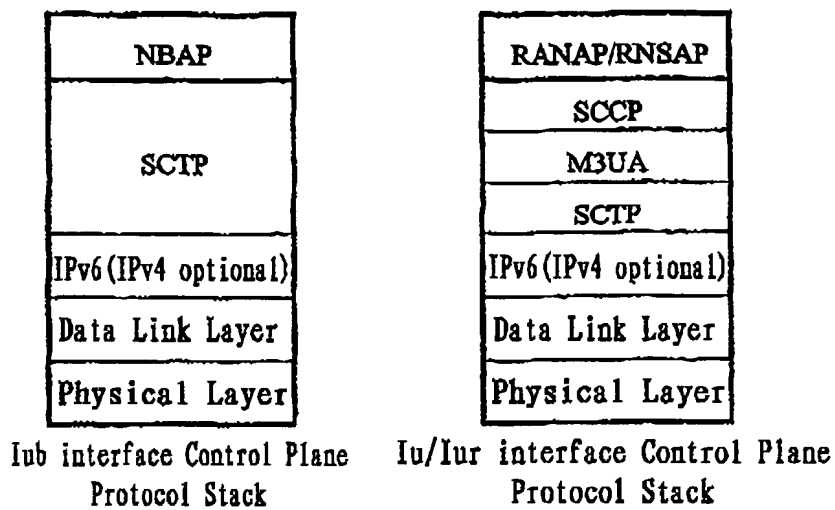 NBAP
SCTP
IPv6(IPv4 optional)
Data Link Layer
Physical Layer
Iub interface Control Plane
Protocol Stack
RANAP/RNSAP
SCCP
M3UA
SCTP
IPv6(IPv4 optional)
Data Link Layer
Physical Layer
Iu/Iur interface Control Plane
Protocol Stack